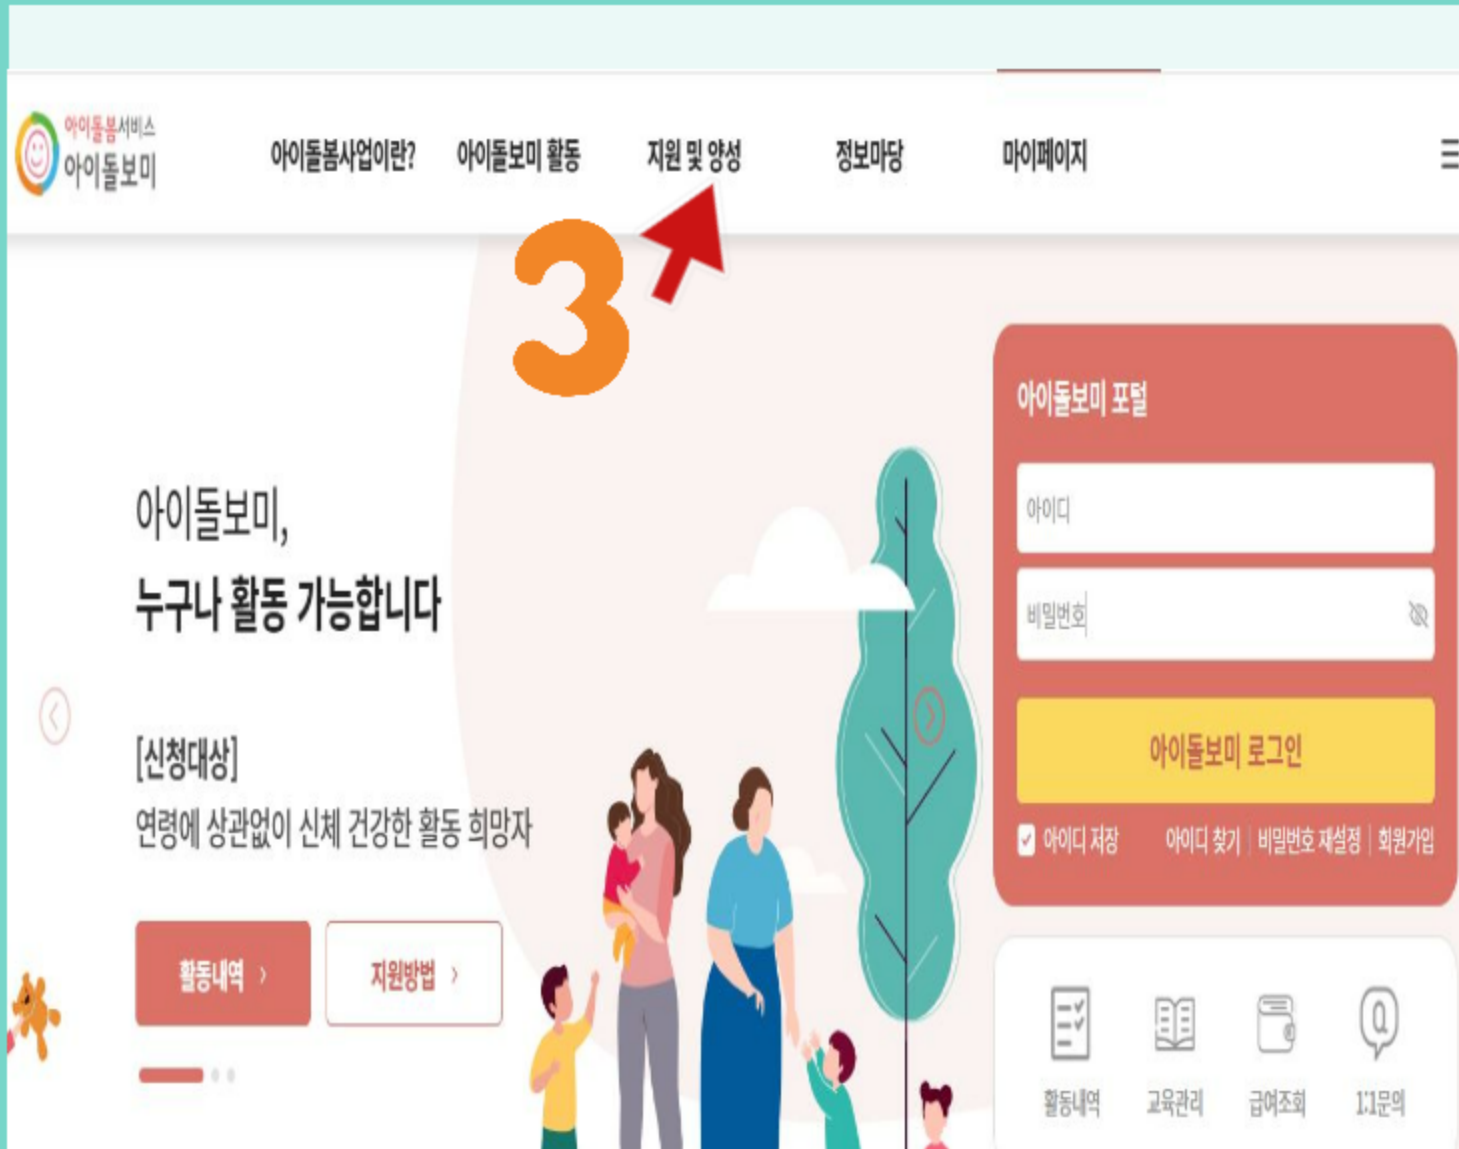 아이돌봄서비스
아이돌보미
아이돌봄사업이란? 아이돌보미 활동 지원 및 양성 정보마당 마이페이지
3
아이돌보미,
누구나 활동 가능합니다
[신청대상]
연령에 상관없이 신체 건강한 활동 희망자
활동내역 지원방법
아이돌보미 포털
아이디
비밀번호
아이돌보미 로그인
아이디 저장 아이디 찾기 비밀번호 재설정 회원가입
활동내역 교육관리 급여조회 1:1문의